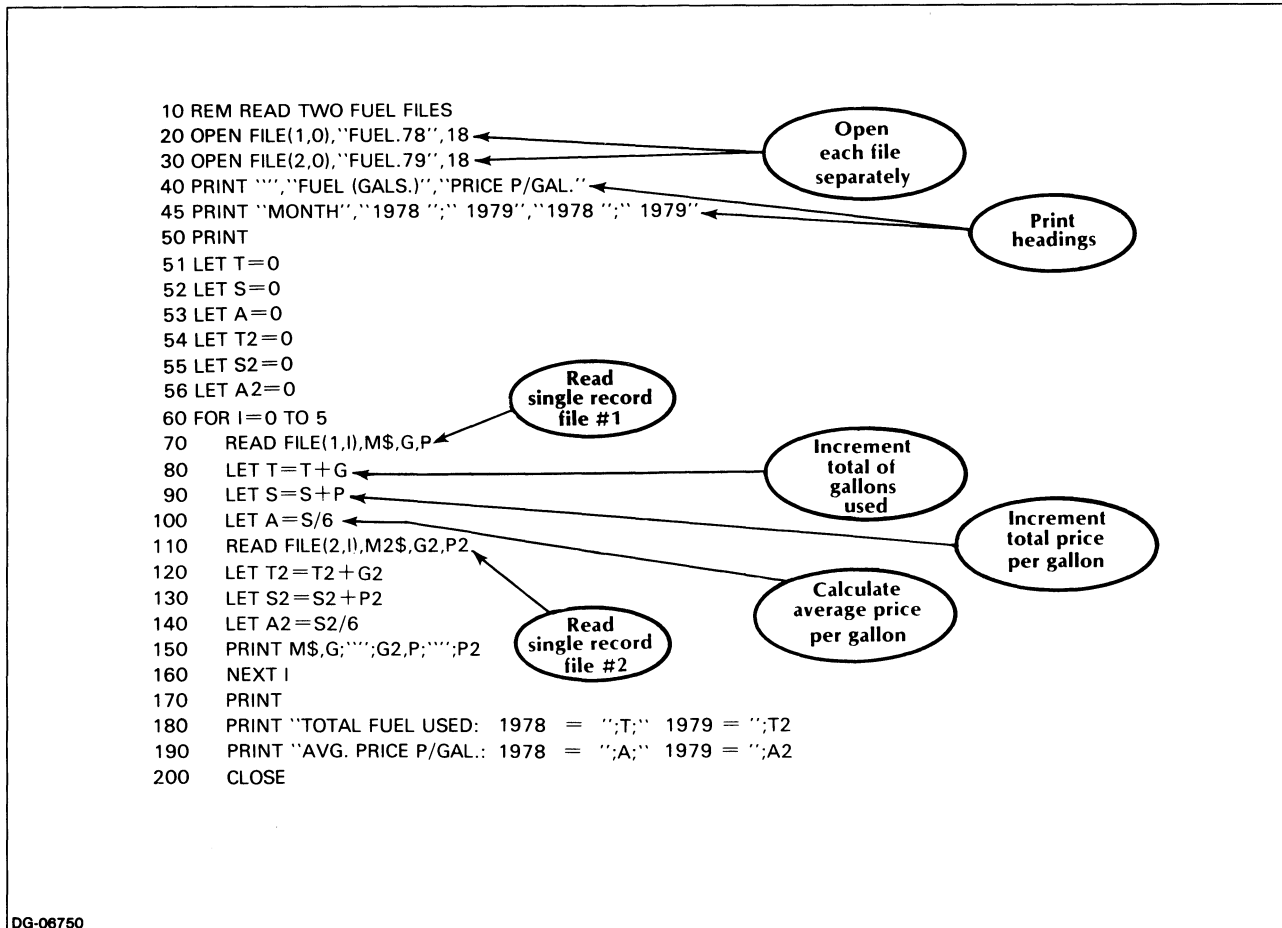 10 REM READ TWO FUEL FILES
20 OPEN FILE(1,0),``FUEL.78'',18
30 OPEN FILE(2,0),``FUEL.79'',18
40 PRINT ``'',``FUEL (GALS.)'',``PRICE P/GAL.''
45 PRINT ``MONTH'',``1978 '';`` 1979'',``1978 '';`` 1979''
50 PRINT
51 LET T=0
52 LET S=0
53 LET A=0
54 LET T2=0
55 LET S2=0
56 LET A2=0
60 FOR I=0 TO 5
70 READ FILE(1,I),M$,G,P
80 LET T=T+G
90 LET S=S+P
100 LET A=S/6
110 READ FILE(2,I),M2$,G2,P2
120 LET T2=T2+G2
130 LET S2=S2+P2
140 LET A2=S2/6
150 PRINT M$,G;``'';G2,P;``'';P2
160 NEXT I
170 PRINT
180 PRINT ``TOTAL FUEL USED: 1978 = '';T;`` 1979 = '';T2
190 PRINT ``AVG. PRICE P/GAL.: 1978 = '';A;`` 1979 = '';A2
200 CLOSE
Open
each file
separately
Print
headings
Read
single record
file #1
Increment
total of
gallons
used
Increment
total price
per gallon
Calculate
average price
per gallon
Read
single record
file #2
DG-06750